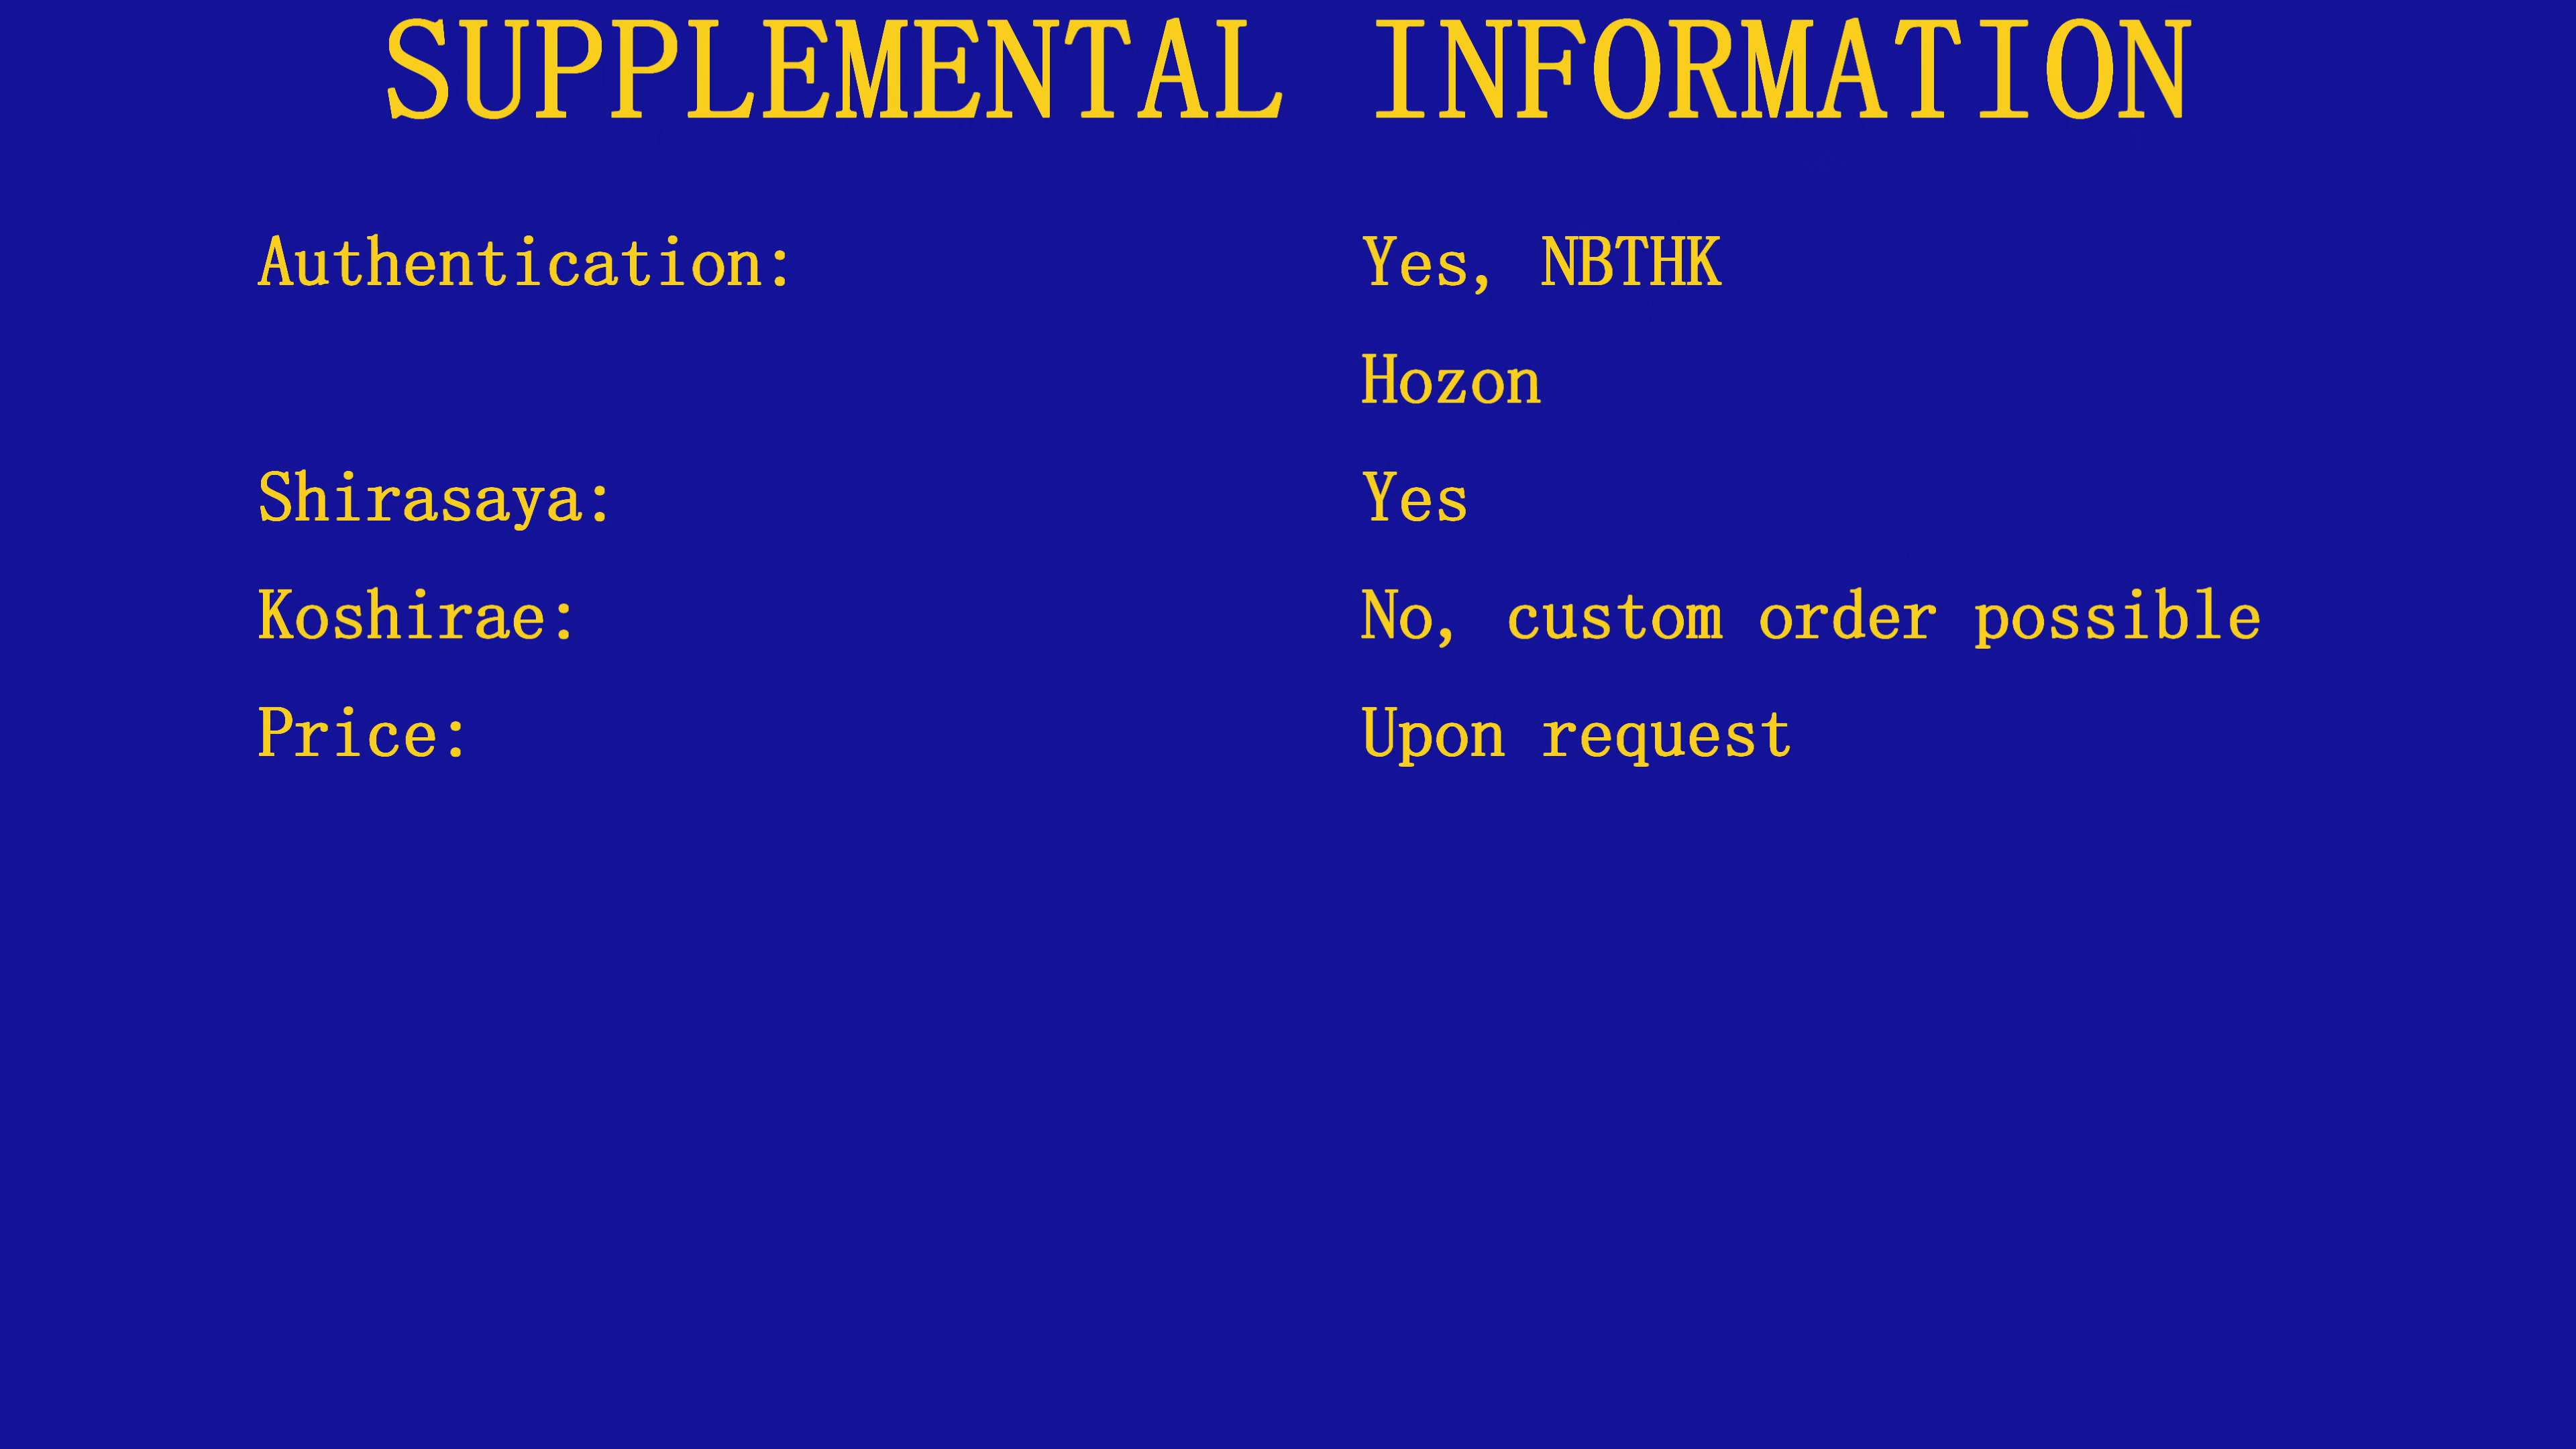 SUPPLEMENTAL INFORMATION
Authentication: Yes, NBTHK
Hozon
Shirasaya: Yes
Koshirae: No, custom order possible
Price: Upon request